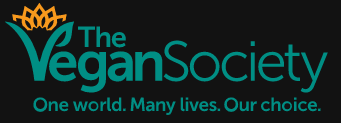 The
VeganSociety
One world. Many lives. Our choice.